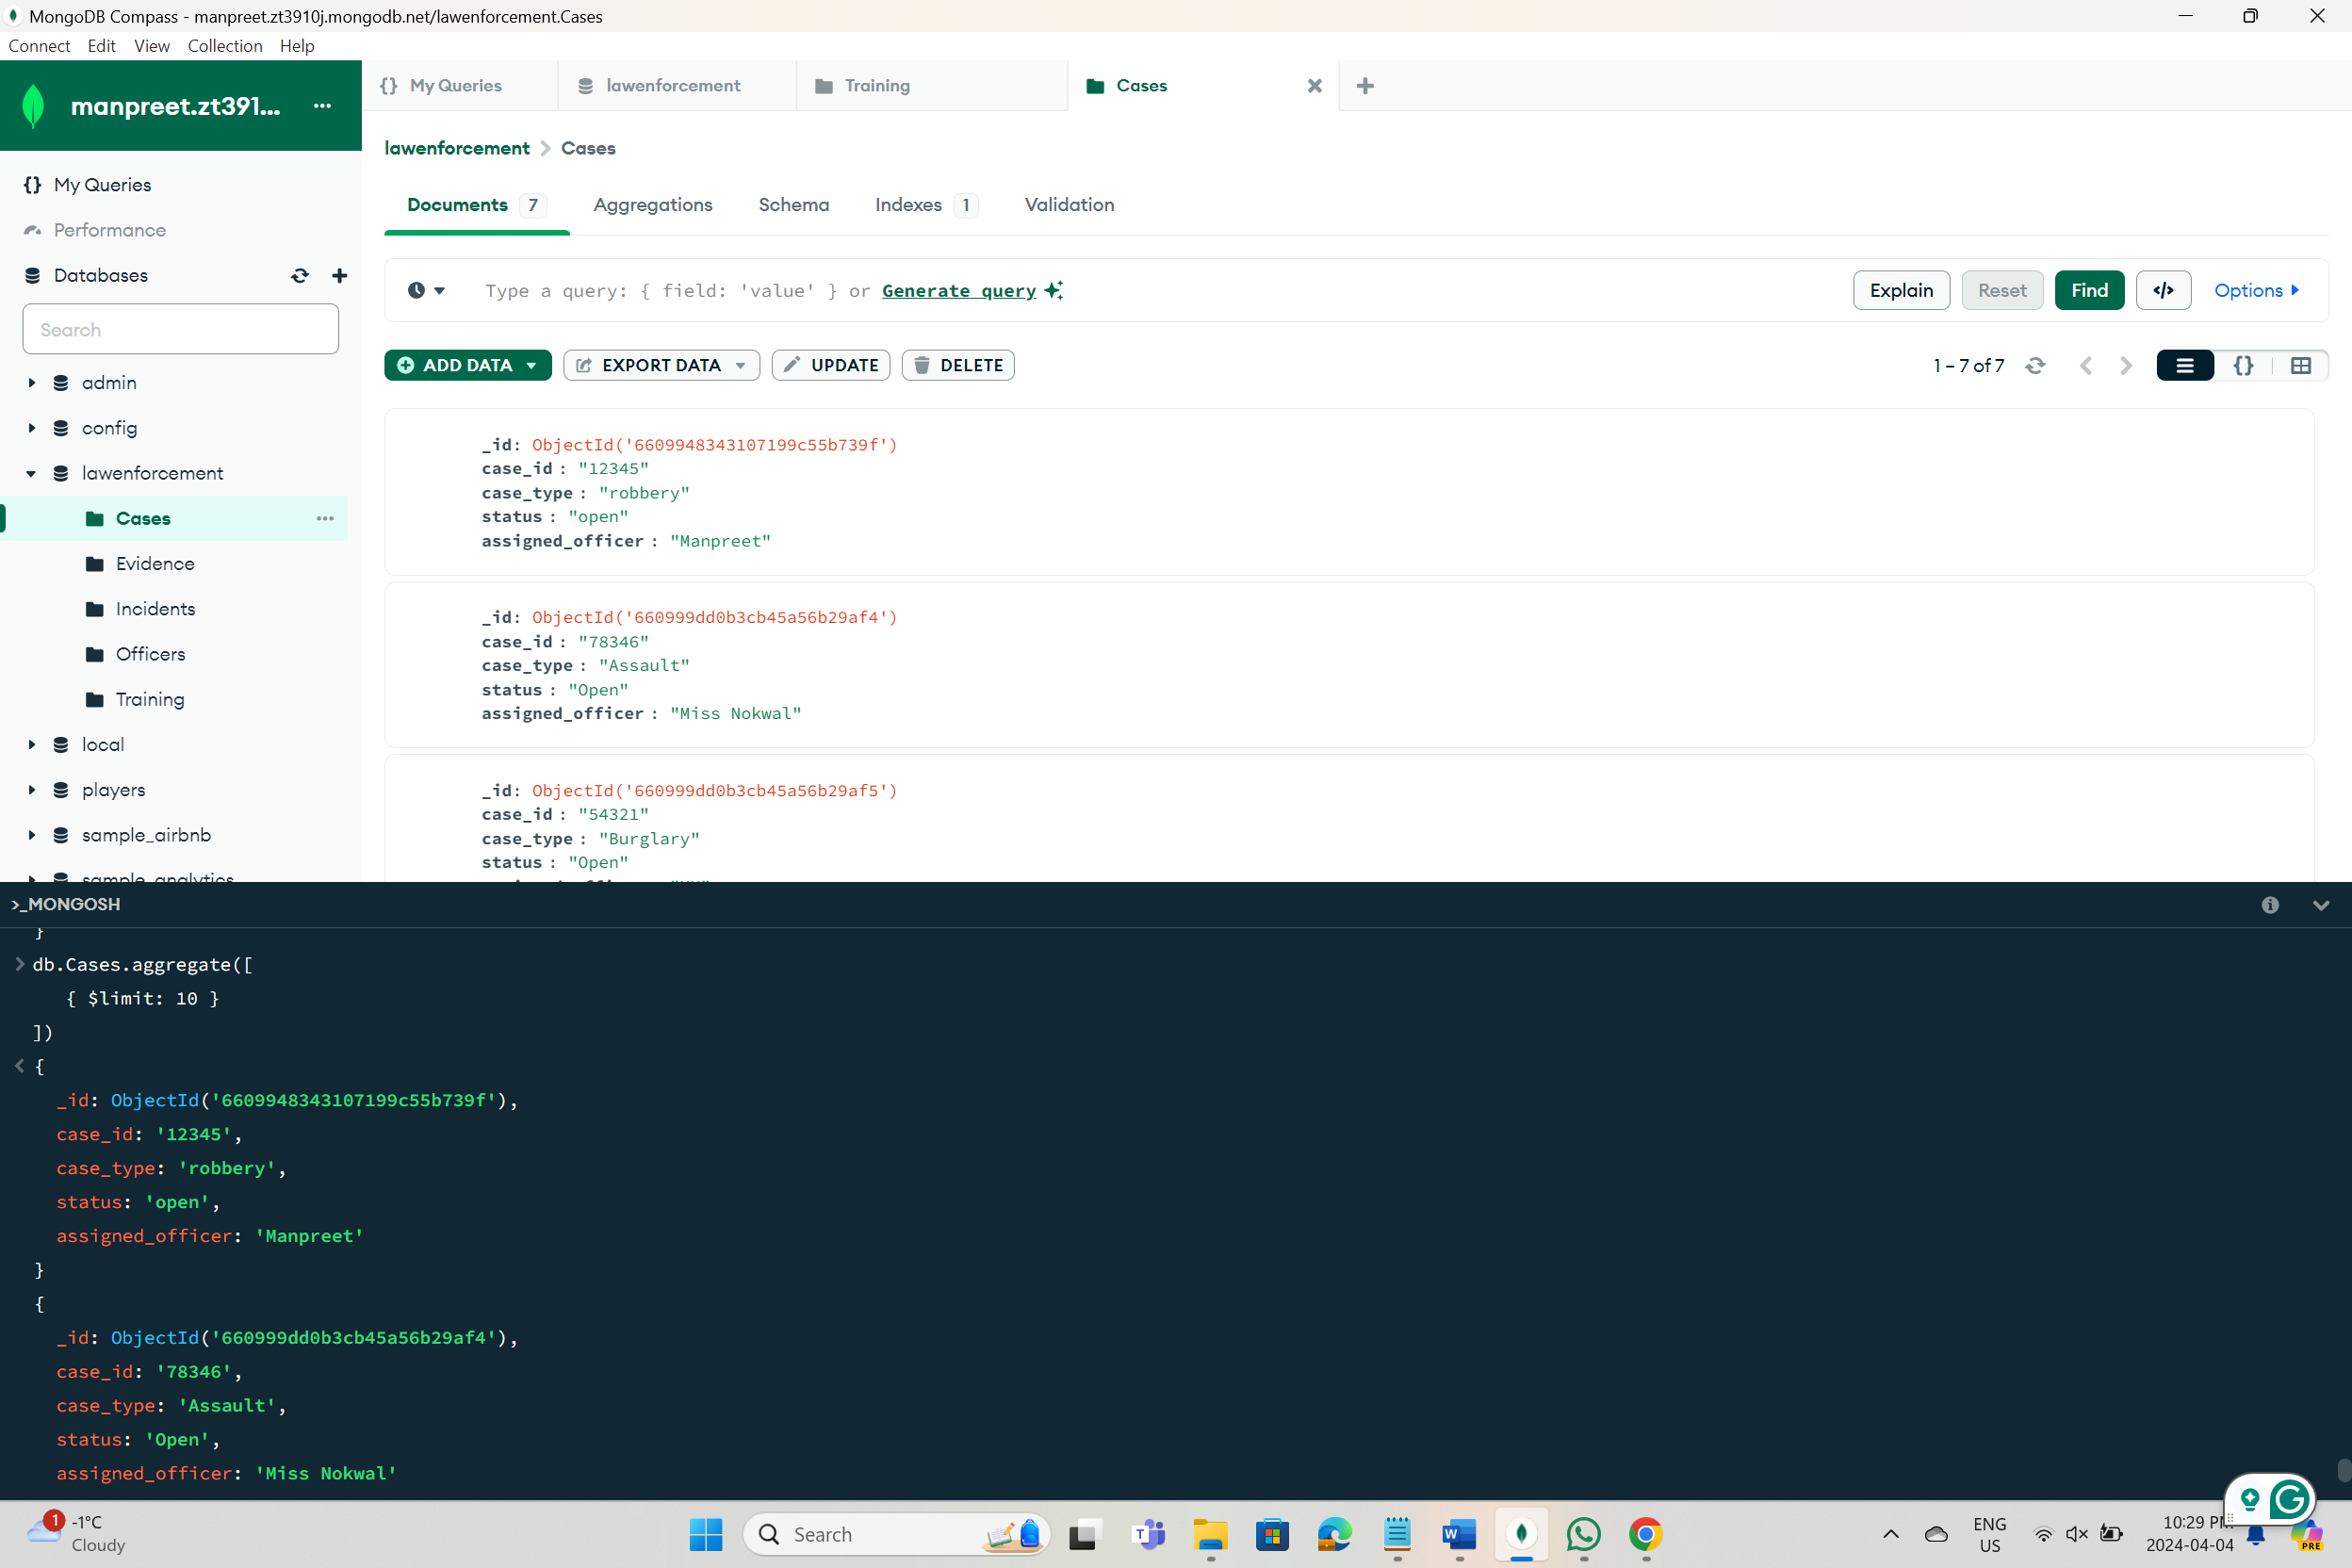 MongoDB Compass - manpreet.zt3910j.mongodb.net/lawenforcement.Cases
Connect Edit View Collection Help
manpreet.zt391...
My Queries
Performance
Databases
Search
admin
config
lawenforcement
Cases
Evidence
Incidents
Officers
Training
local
players
sample_airbnb
sample_analytics
{} My Queries lawenforcement Training Cases
lawenforcement > Cases
Documents 7 Aggregations Schema Indexes 1 Validation
Type a query: { field: 'value' } or Generate query
Explain Reset Find </> Options
ADD DATA EXPORT DATA UPDATE DELETE
1 – 7 of 7 {}
_id: ObjectId('6609948343107199c55b739f')
case_id : "12345"
case_type : "robbery"
status : "open"
assigned_officer : "Manpreet"
_id: ObjectId('660999dd0b3cb45a56b29af4')
case_id : "78346"
case_type : "Assault"
status : "Open"
assigned_officer : "Miss Nokwal"
_id: ObjectId('660999dd0b3cb45a56b29af5')
case_id : "54321"
case_type : "Burglary"
status : "Open"
>_MONGOSH
}
> db.Cases.aggregate([
{ $limit: 10 }
])
< {
_id: ObjectId('6609948343107199c55b739f'),
case_id: '12345',
case_type: 'robbery',
status: 'open',
assigned_officer: 'Manpreet'
}
{
_id: ObjectId('660999dd0b3cb45a56b29af4'),
case_id: '78346',
case_type: 'Assault',
status: 'Open',
assigned_officer: 'Miss Nokwal'
1
-1°C
Cloudy
Search
ENG
US
10:29 PM
2024-04-04
PRE